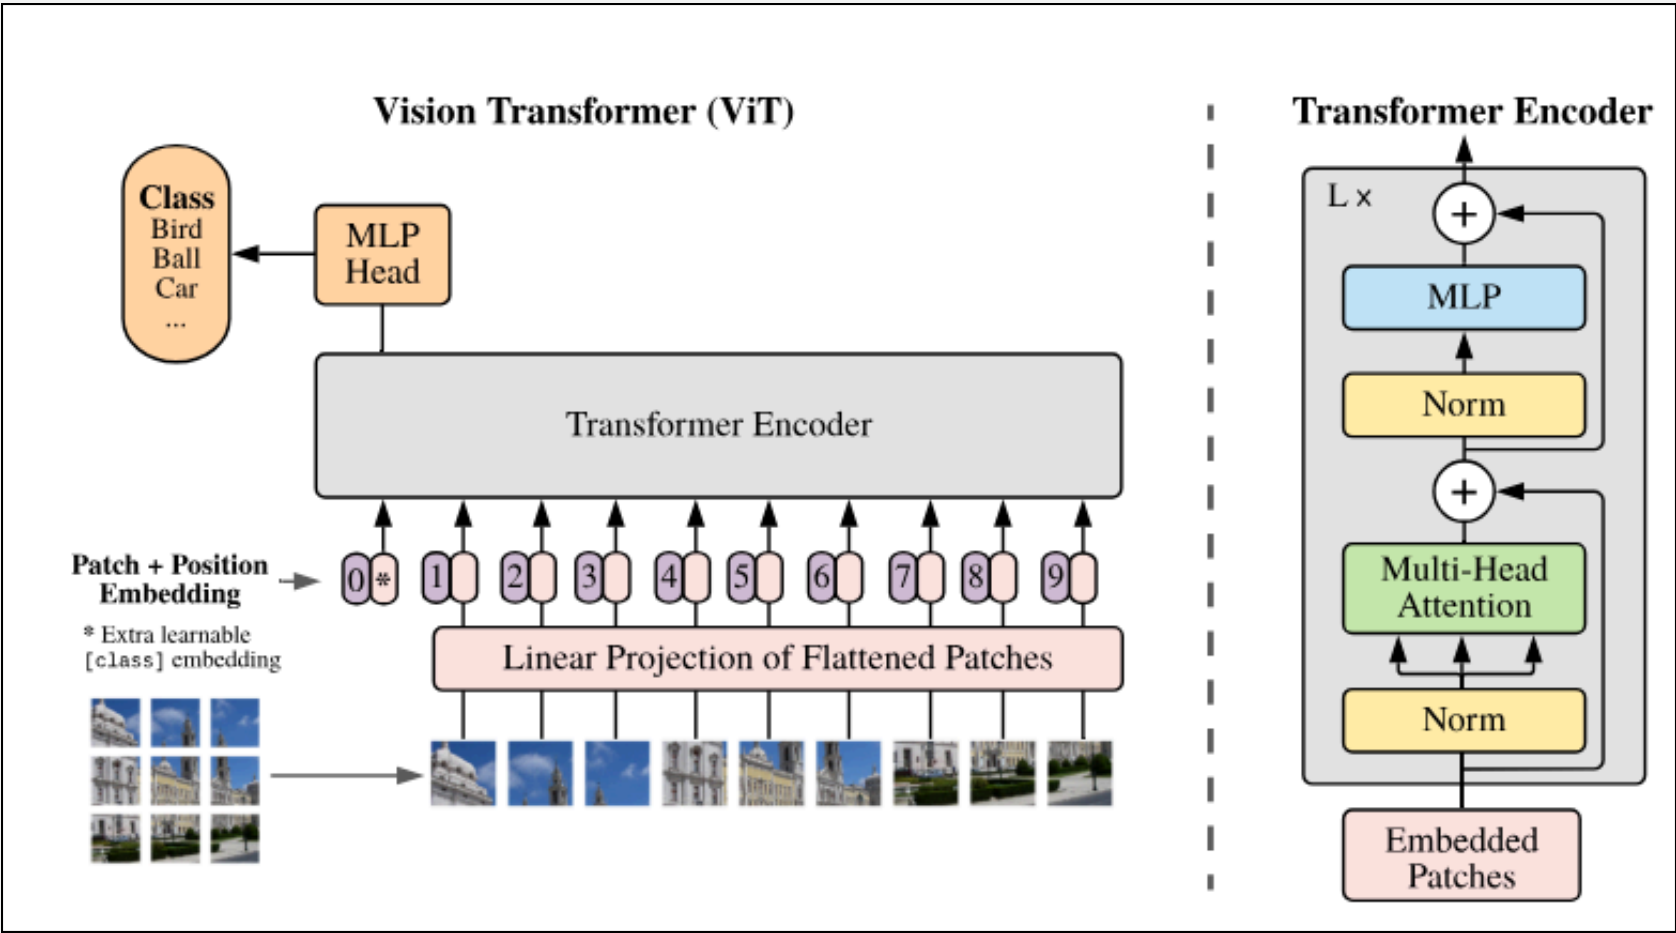 Vision Transformer (ViT)
Class
Bird
Ball
Car
...
MLP
Head
Transformer Encoder
Patch + Position
Embedding
* Extra learnable
[class] embedding
0 * 1 2 3 4 5 6 7 8 9
Linear Projection of Flattened Patches
Transformer Encoder
L ×
+
MLP
Norm
+
Multi-Head
Attention
Norm
Embedded
Patches